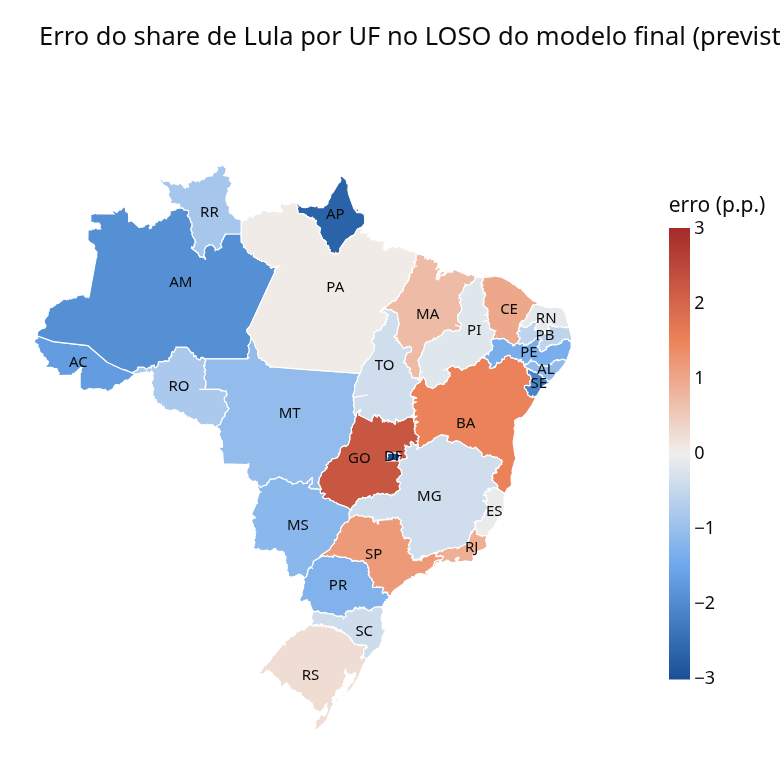 Erro do share de Lula por UF no LOSO do modelo final (previst
erro (p.p.)
3
2
1
0
−1
−2
−3
RR
AP
AM
PA
MA
CE
RN
PI
PB
PE
AC
TO
AL
RO
SE
MT
BA
GO
DF
MG
ES
MS
RJ
SP
PR
SC
RS